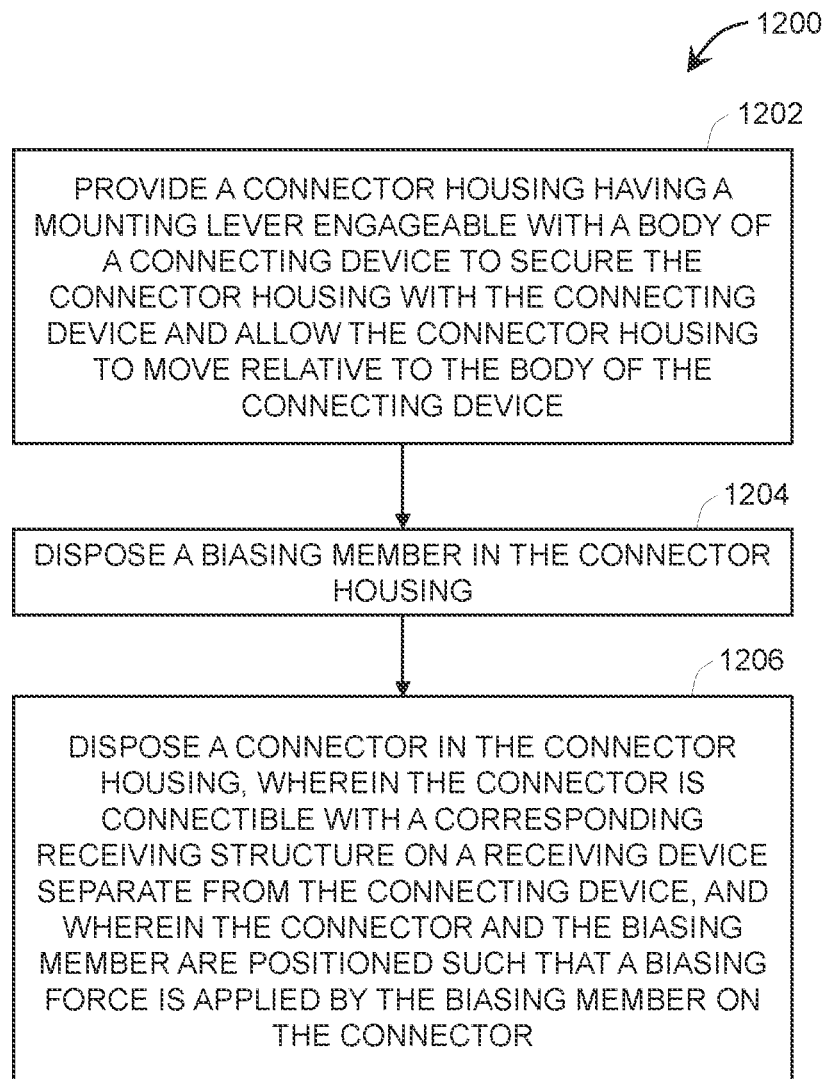 1200
1202
PROVIDE A CONNECTOR HOUSING HAVING A
MOUNTING LEVER ENGAGEABLE WITH A BODY OF
A CONNECTING DEVICE TO SECURE THE
CONNECTOR HOUSING WITH THE CONNECTING
DEVICE AND ALLOW THE CONNECTOR HOUSING
TO MOVE RELATIVE TO THE BODY OF THE
CONNECTING DEVICE
1204
DISPOSE A BIASING MEMBER IN THE CONNECTOR
HOUSING
1206
DISPOSE A CONNECTOR IN THE CONNECTOR
HOUSING, WHEREIN THE CONNECTOR IS
CONNECTIBLE WITH A CORRESPONDING
RECEIVING STRUCTURE ON A RECEIVING DEVICE
SEPARATE FROM THE CONNECTING DEVICE, AND
WHEREIN THE CONNECTOR AND THE BIASING
MEMBER ARE POSITIONED SUCH THAT A BIASING
FORCE IS APPLIED BY THE BIASING MEMBER ON
THE CONNECTOR